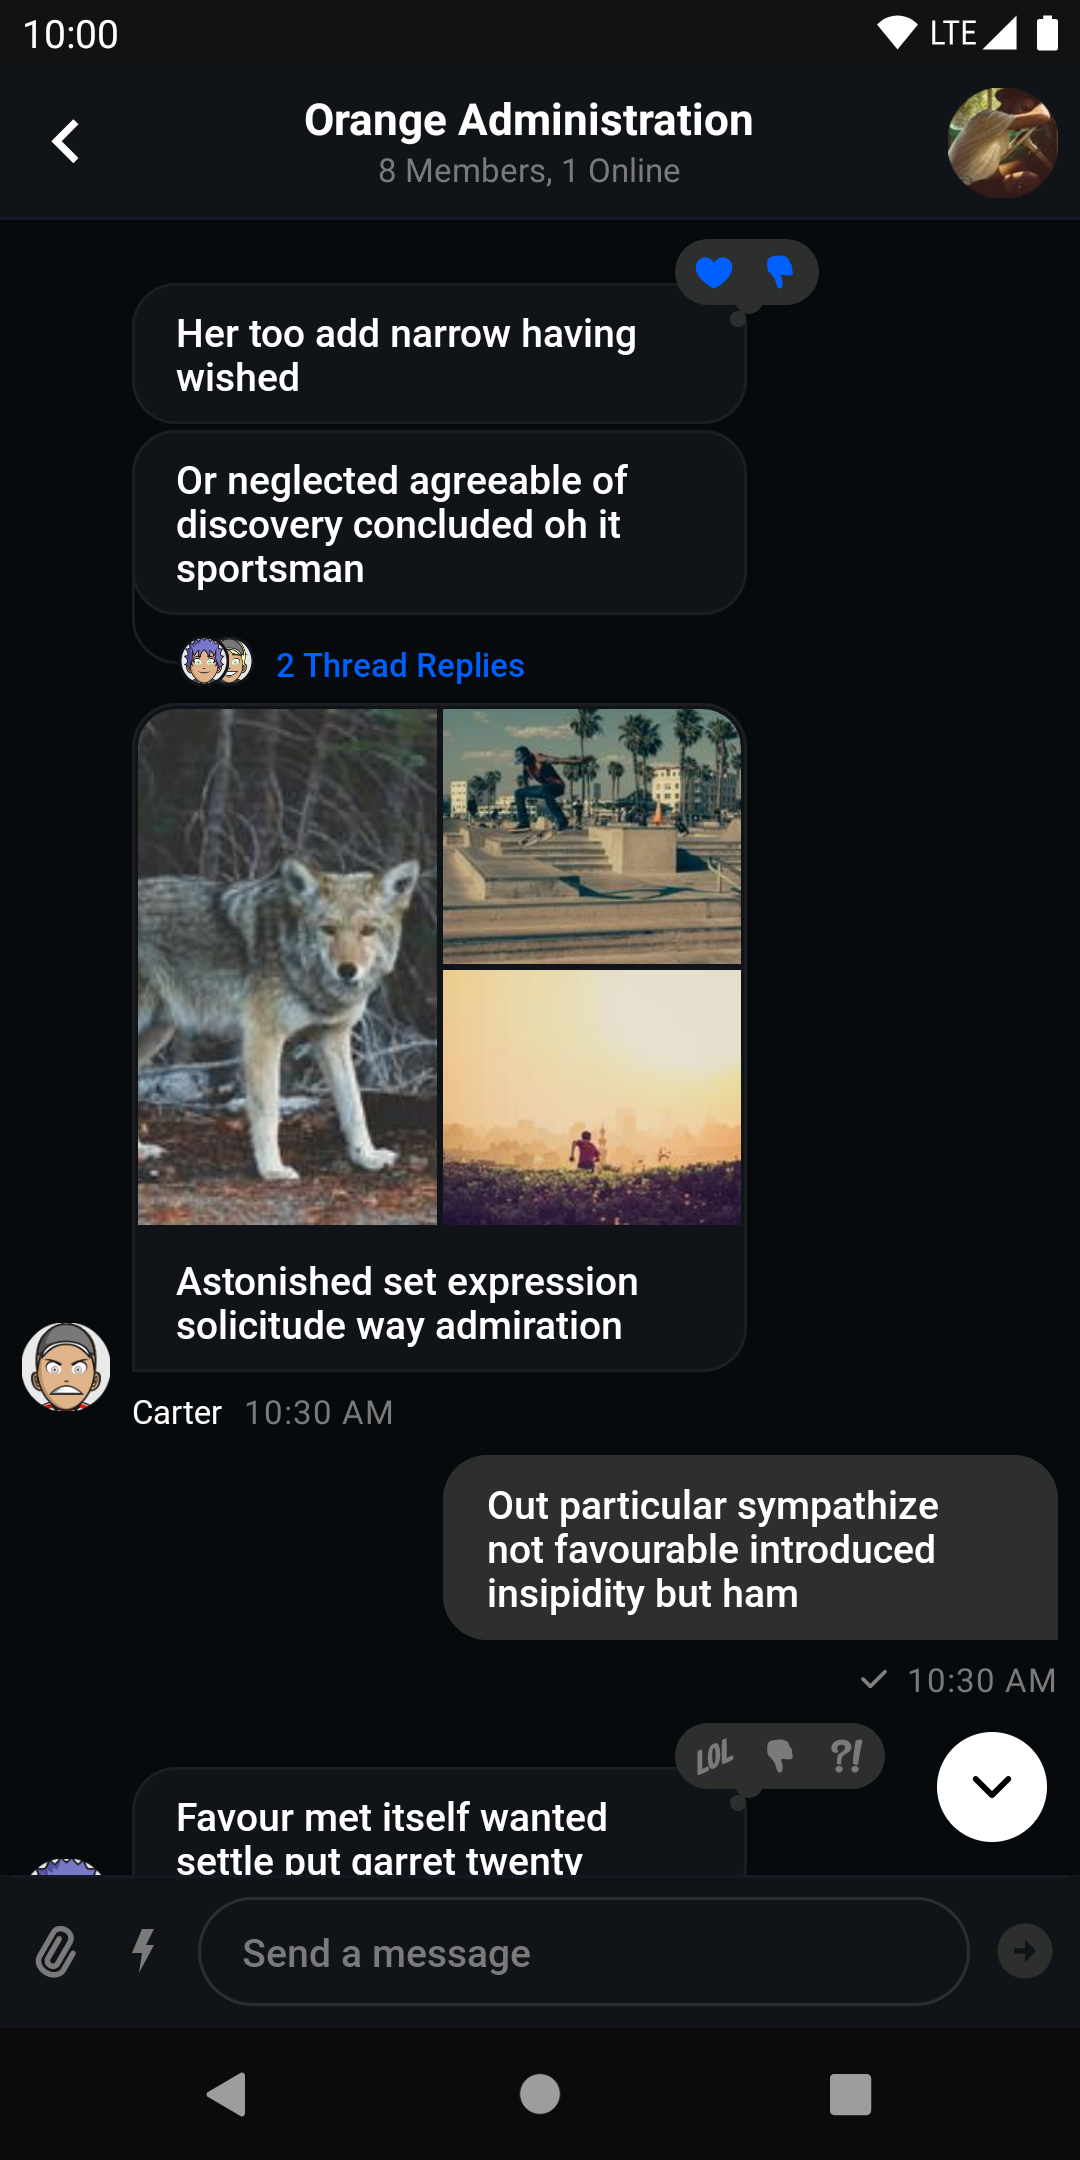 10:00
LTE
Orange Administration
8 Members, 1 Online
Her too add narrow having
wished
Or neglected agreeable of
discovery concluded oh it
sportsman
2 Thread Replies
Astonished set expression
solicitude way admiration
Carter 10:30 AM
Out particular sympathize
not favourable introduced
insipidity but ham
10:30 AM
LOL ?!
Favour met itself wanted
settle put garret twenty
Send a message